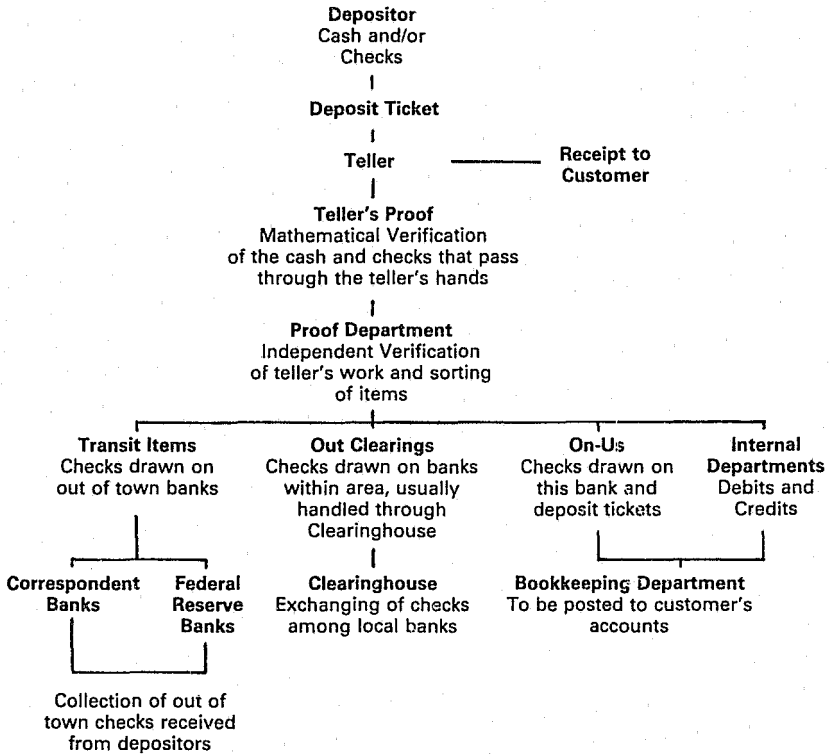 Depositor
Cash and/or
Checks
Deposit Ticket
Teller
Receipt to
Customer
Teller's Proof
Mathematical Verification
of the cash and checks that pass
through the teller's hands
Proof Department
Independent Verification
of teller's work and sorting
of items
Transit Items
Checks drawn on
out of town banks
Out Clearings
Checks drawn on banks
within area, usually
handled through
Clearinghouse
On-Us
Checks drawn on
this bank and
deposit tickets
Internal
Departments
Debits and
Credits
Correspondent
Banks
Federal
Reserve
Banks
Clearinghouse
Exchanging of checks
among local banks
Bookkeeping Department
To be posted to customer's
accounts
Collection of out of
town checks received
from depositors